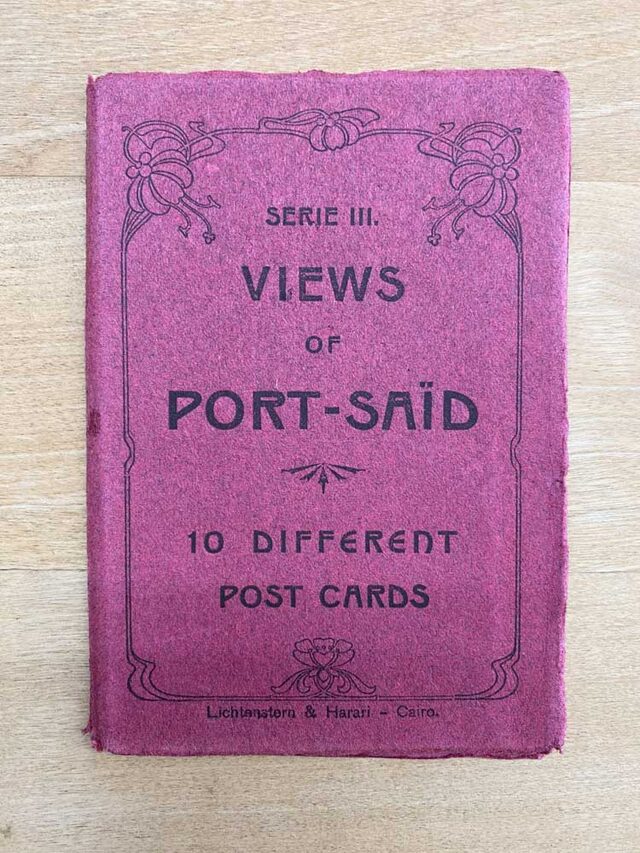 SERIE III.
VIEWS
OF
PORT-SAÏD
10 DIFFERENT
POST CARDS
Lichtenstern & Harari - Cairo.